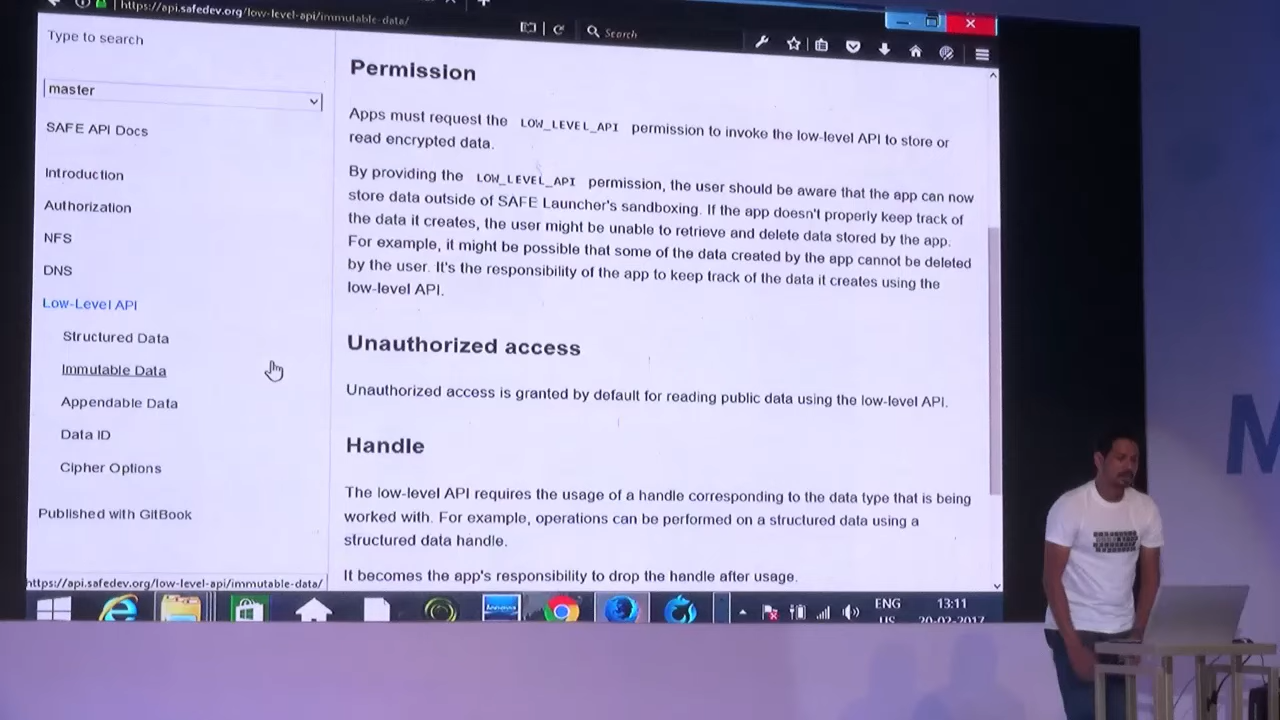 https://api.safedev.org/low-level-api/immutable-data/
Search
Type to search
master
SAFE API Docs
Introduction
Authorization
NFS
DNS
Low-Level API
Structured Data
Immutable Data
Appendable Data
Data ID
Cipher Options
Published with GitBook
https://api.safedev.org/low-level-api/immutable-data/
Permission
Apps must request the LOW_LEVEL_API permission to invoke the low-level API to store or
read encrypted data.
By providing the LOW_LEVEL_API permission, the user should be aware that the app can now
store data outside of SAFE Launcher's sandboxing. If the app doesn't properly keep track of
the data it creates, the user might be unable to retrieve and delete data stored by the app.
For example, it might be possible that some of the data created by the app cannot be deleted
by the user. It's the responsibility of the app to keep track of the data it creates using the
low-level API.
Unauthorized access
Unauthorized access is granted by default for reading public data using the low-level API.
Handle
The low-level API requires the usage of a handle corresponding to the data type that is being
worked with. For example, operations can be performed on a structured data using a
structured data handle.
It becomes the app's responsibility to drop the handle after usage.
ENG
US
13:11
20-02-2017
M